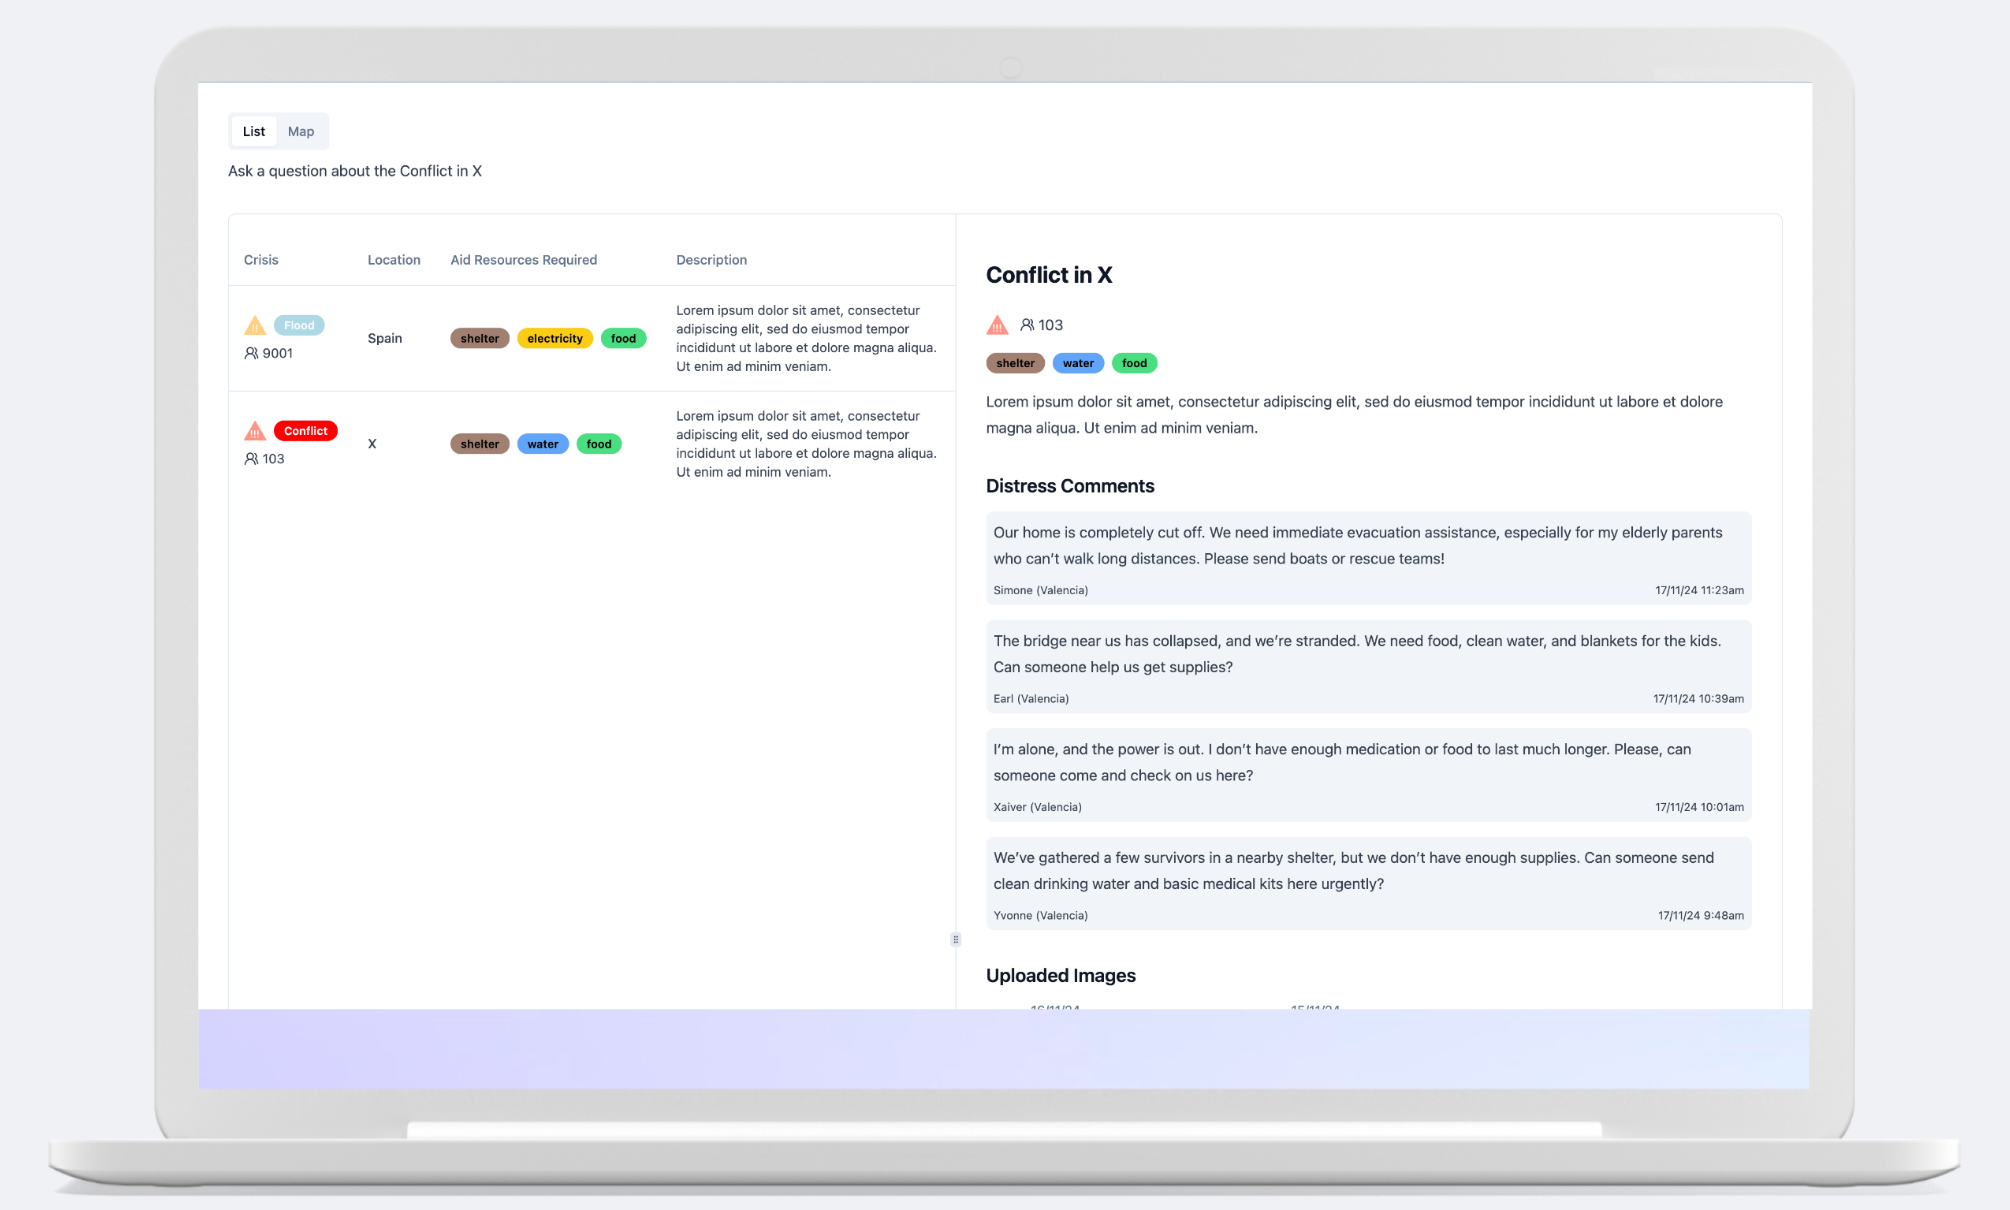 List Map
Ask a question about the Conflict in X
Crisis Location Aid Resources Required Description
Flood
9001
Spain
shelter electricity food
Lorem ipsum dolor sit amet, consectetur
adipiscing elit, sed do eiusmod tempor
incididunt ut labore et dolore magna aliqua.
Ut enim ad minim veniam.
Conflict
103
X
shelter water food
Lorem ipsum dolor sit amet, consectetur
adipiscing elit, sed do eiusmod tempor
incididunt ut labore et dolore magna aliqua.
Ut enim ad minim veniam.
Conflict in X
103
shelter water food
Lorem ipsum dolor sit amet, consectetur adipiscing elit, sed do eiusmod tempor incididunt ut labore et dolore
magna aliqua. Ut enim ad minim veniam.
Distress Comments
Our home is completely cut off. We need immediate evacuation assistance, especially for my elderly parents
who can’t walk long distances. Please send boats or rescue teams!
Simone (Valencia) 17/11/24 11:23am
The bridge near us has collapsed, and we’re stranded. We need food, clean water, and blankets for the kids.
Can someone help us get supplies?
Earl (Valencia) 17/11/24 10:39am
I’m alone, and the power is out. I don’t have enough medication or food to last much longer. Please, can
someone come and check on us here?
Xaiver (Valencia) 17/11/24 10:01am
We’ve gathered a few survivors in a nearby shelter, but we don’t have enough supplies. Can someone send
clean drinking water and basic medical kits here urgently?
Yvonne (Valencia) 17/11/24 9:48am
Uploaded Images
16/11/24 15/11/24